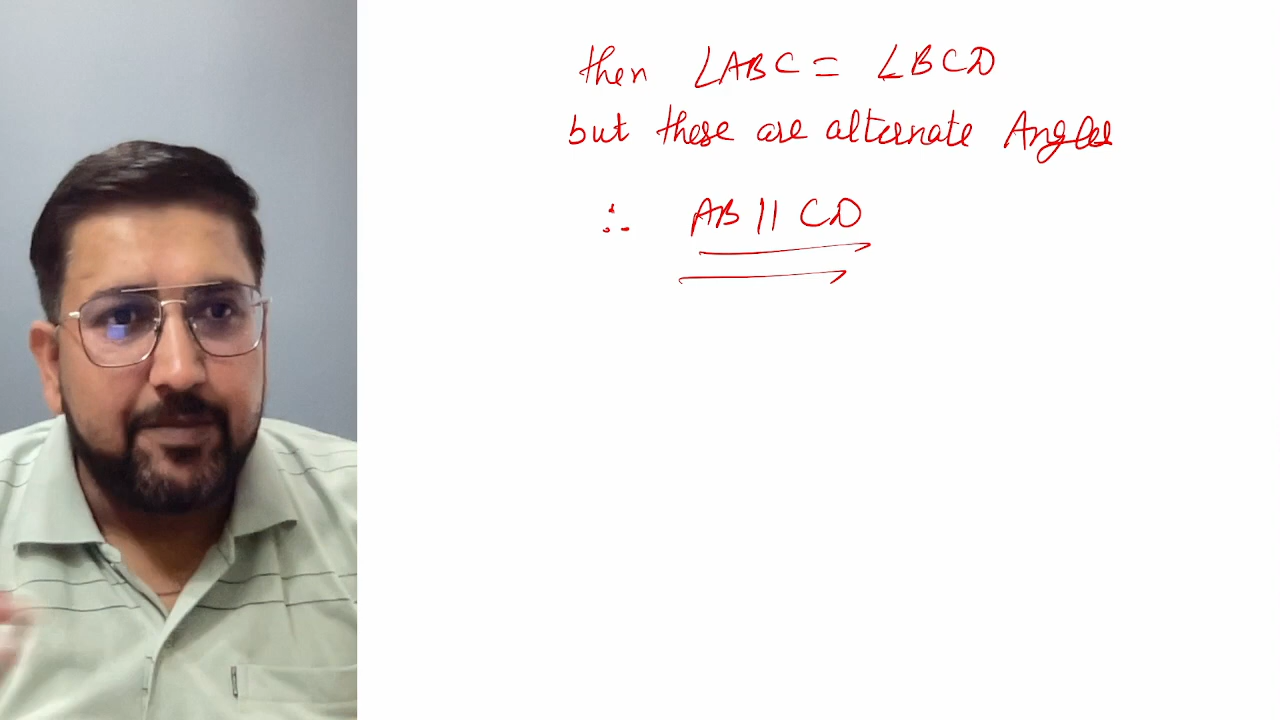 then ∠ABC = ∠BCD
but these are alternate Angles
∴ AB || CD